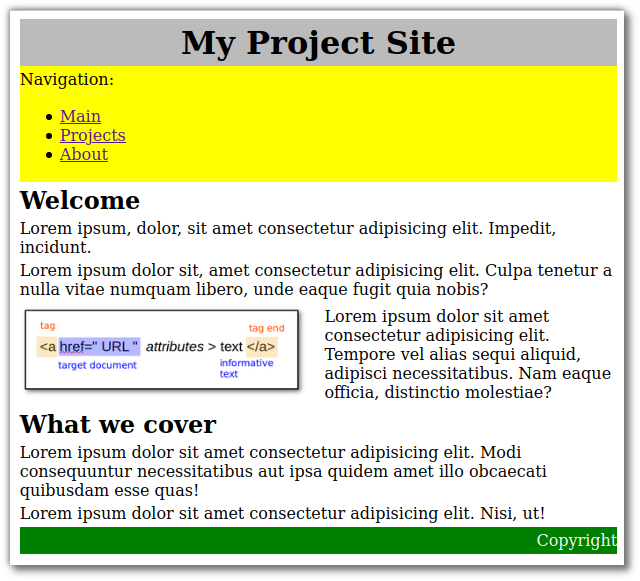 My Project Site
Navigation:
Main
Projects
About
Welcome
Lorem ipsum, dolor, sit amet consectetur adipisicing elit. Impedit,
incidunt.
Lorem ipsum dolor sit, amet consectetur adipisicing elit. Culpa tenetur a
nulla vitae numquam libero, unde eaque fugit quia nobis?
tag
tag end
<a href=" URL " attributes > text </a>
target document
informative
text
Lorem ipsum dolor sit amet
consectetur adipisicing elit.
Tempore vel alias sequi aliquid,
adipisci necessitatibus. Nam eaque
officia, distinctio molestiae?
What we cover
Lorem ipsum dolor sit amet consectetur adipisicing elit. Modi
consequuntur necessitatibus aut ipsa quidem amet illo obcaecati
quibusdam esse quas!
Lorem ipsum dolor sit amet consectetur adipisicing elit. Nisi, ut!
Copyright